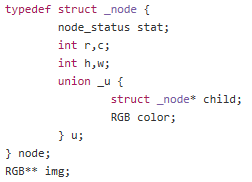 typedef struct _node {
        node_status stat;
        int r,c;
        int h,w;
        union _u {
                struct _node* child;
                RGB color;
        } u;
} node;
RGB** img;